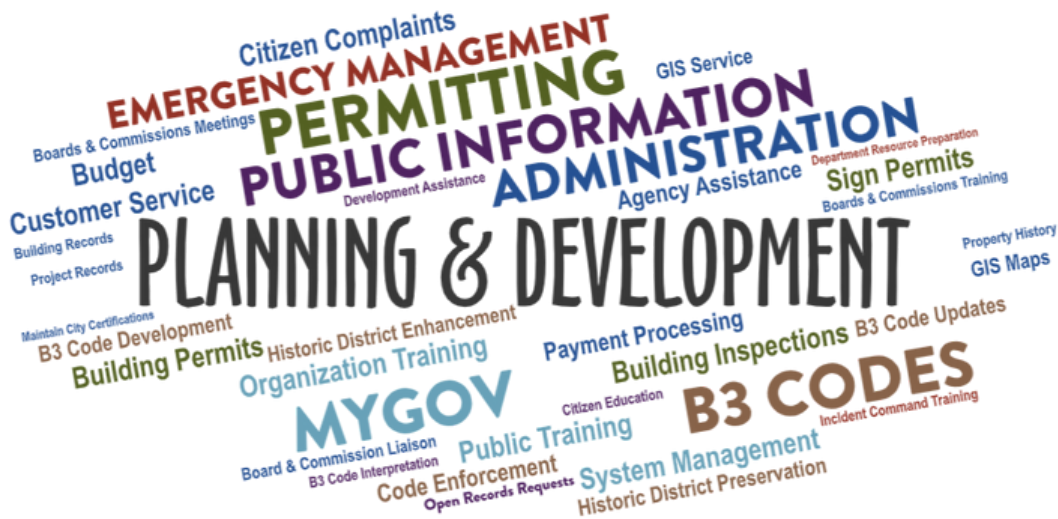 Citizen Complaints
EMERGENCY MANAGEMENT
PERMITTING
GIS Service
Boards & Commissions Meetings
PUBLIC INFORMATION
Budget
Development Assistance
ADMINISTRATION
Department Resource Preparation
Agency Assistance
Sign Permits
Customer Service
Boards & Commissions Training
Building Records
PLANNING & DEVELOPMENT
Property History
Project Records
GIS Maps
Maintain City Certifications
B3 Code Development
Historic District Enhancement
Payment Processing
B3 Code Updates
Building Permits
Organization Training
Building Inspections
MYGOV
Citizen Education
B3 CODES
Incident Command Training
Board & Commission Liaison
Public Training
B3 Code Interpretation
System Management
Code Enforcement
Open Records Requests
Historic District Preservation